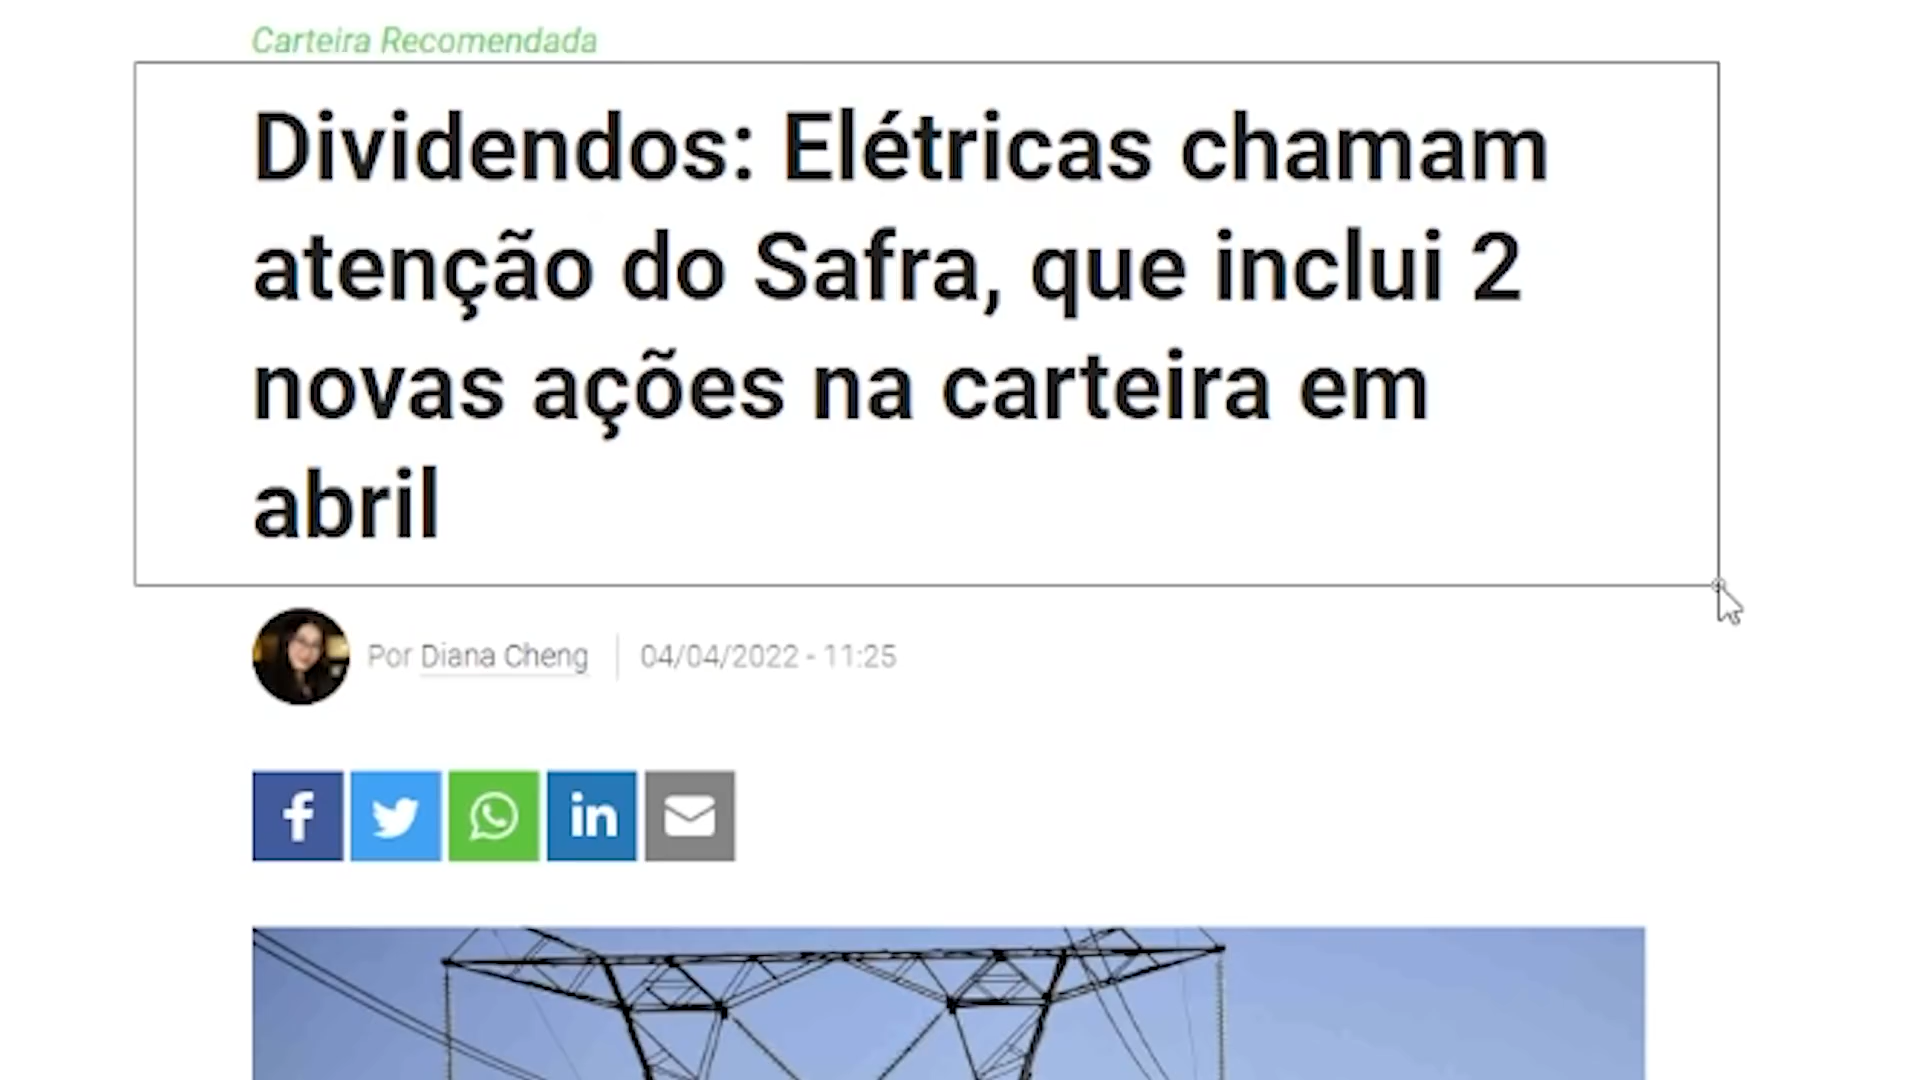 Carteira Recomendada
Dividendos: Elétricas chamam
atenção do Safra, que inclui 2
novas ações na carteira em
abril
Por Diana Cheng | 04/04/2022 - 11:25
f in